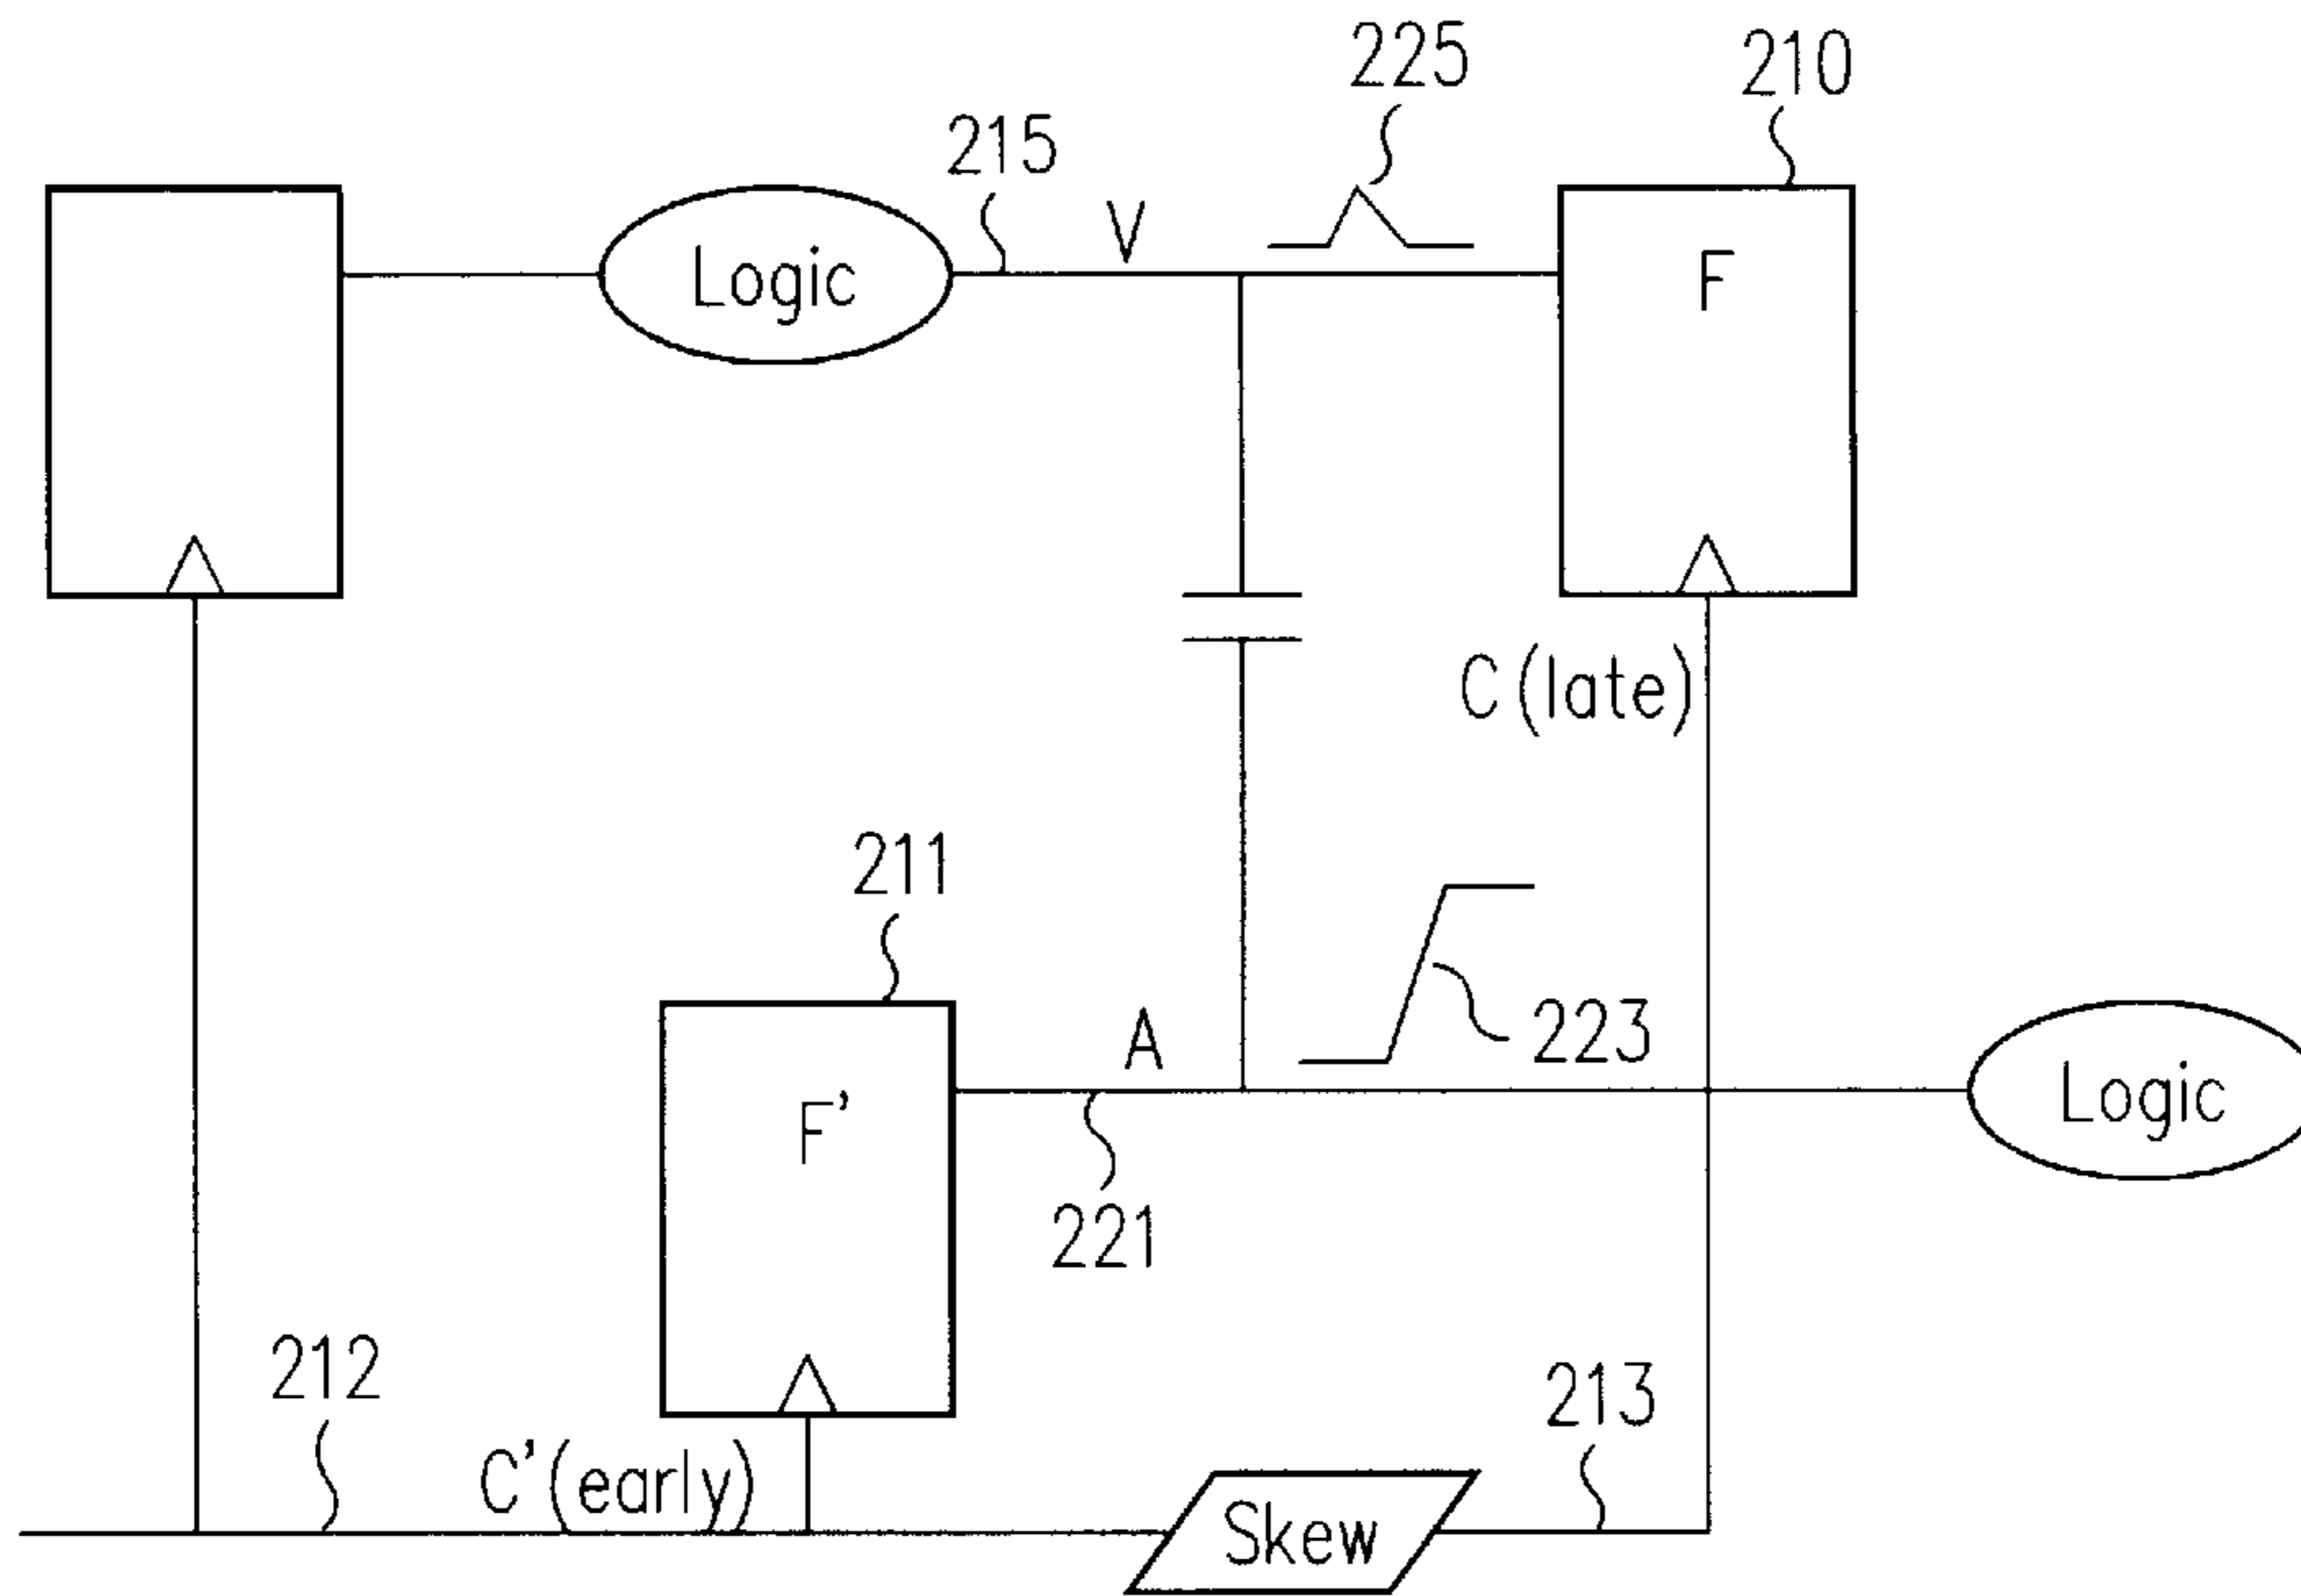 225
210
215
V
Logic
F
C (late)
211
A
223
F'
Logic
221
212
213
C' (early)
Skew